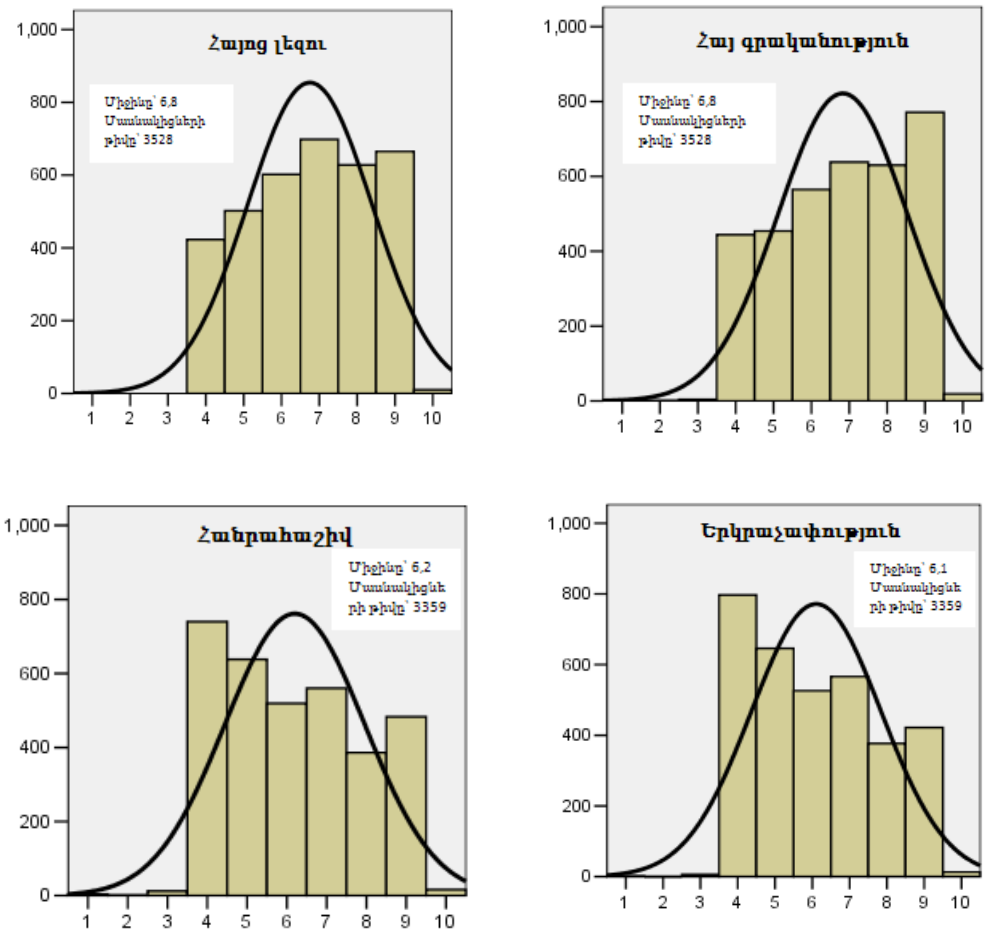 Հայոց լեզու
Միջինը՝ 6,8
Մասնակիցների
թիվը՝ 3528
1,000
800
600
400
200
0
1 2 3 4 5 6 7 8 9 10
Հայ գրականություն
Միջինը՝ 6,8
Մասնակիցների
թիվը՝ 3528
1,000
800
600
400
200
0
1 2 3 4 5 6 7 8 9 10
Հանրահաշիվ
Միջինը՝ 6,2
Մասնակիցնե
րի թիվը՝ 3359
1,000
800
600
400
200
0
1 2 3 4 5 6 7 8 9 10
Երկրաչափություն
Միջինը՝ 6,1
Մասնակիցնե
րի թիվը՝ 3359
1,000
800
600
400
200
0
1 2 3 4 5 6 7 8 9 10